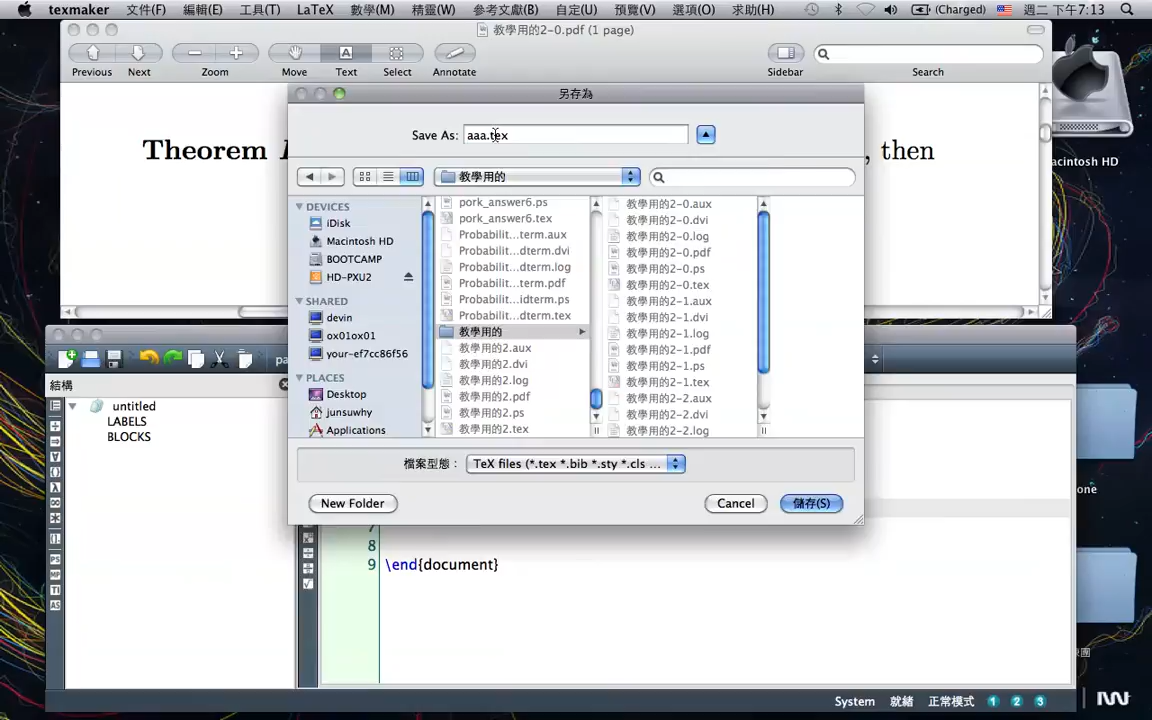 texmaker 文件(F) 編輯(E) 工具(T) LaTeX 數學(M) 精靈(W) 參考文獻(B) 自定(U) 預覽(V) 選項(O) 求助(H) (Charged) 週二 下午7:13
教學用的2-0.pdf (1 page)
Previous Next Zoom Move Text Select Annotate Sidebar Search
另存為
Save As: aaa.tex
Theorem
, then
Macintosh HD
教學用的
DEVICES
iDisk
Macintosh HD
BOOTCAMP
HD-PXU2
SHARED
devin
ox01ox01
your-ef7cc86f56
PLACES
Desktop
junsuwhy
Applications
pork_answer6.ps
pork_answer6.tex
Probabilit...term.aux
Probabilit...dterm.dvi
Probabilit...dterm.log
Probabilit...term.pdf
Probabilit...idterm.ps
Probabilit...dterm.tex
教學用的
教學用的2.aux
教學用的2.dvi
教學用的2.log
教學用的2.pdf
教學用的2.ps
教學用的2.tex
教學用的2-0.aux
教學用的2-0.dvi
教學用的2-0.log
教學用的2-0.pdf
教學用的2-0.ps
教學用的2-0.tex
教學用的2-1.aux
教學用的2-1.dvi
教學用的2-1.log
教學用的2-1.pdf
教學用的2-1.ps
教學用的2-1.tex
教學用的2-2.aux
教學用的2-2.dvi
教學用的2-2.log
檔案型態： TeX files (*.tex *.bib *.sty *.cls ...
New Folder Cancel 儲存(S)
結構
untitled
LABELS
BLOCKS
7
8
9 \end{document}
System 就緒 正常模式 1 2 3